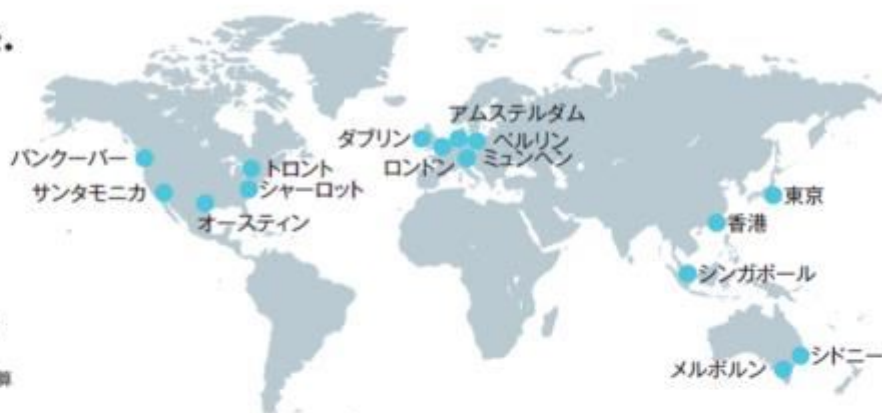 アムステルダム
ダブリン
ベルリン
ロンドン
ミュンヘン
バンクーバー
トロント
サンタモニカ
シャーロット
オースティン
東京
香港
シンガポール
シドニー
メルボルン
算